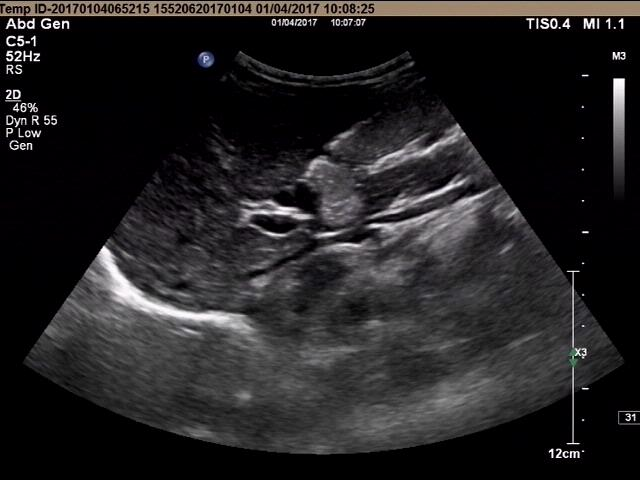 Temp ID-20170104065215 15520620170104 01/04/2017 10:08:25
Abd Gen
01/04/2017 10:07:07
TIS0.4 MI 1.1
C5-1
52Hz
RS
P
M3
2D
46%
Dyn R 55
P Low
Gen
X3
31
12cm